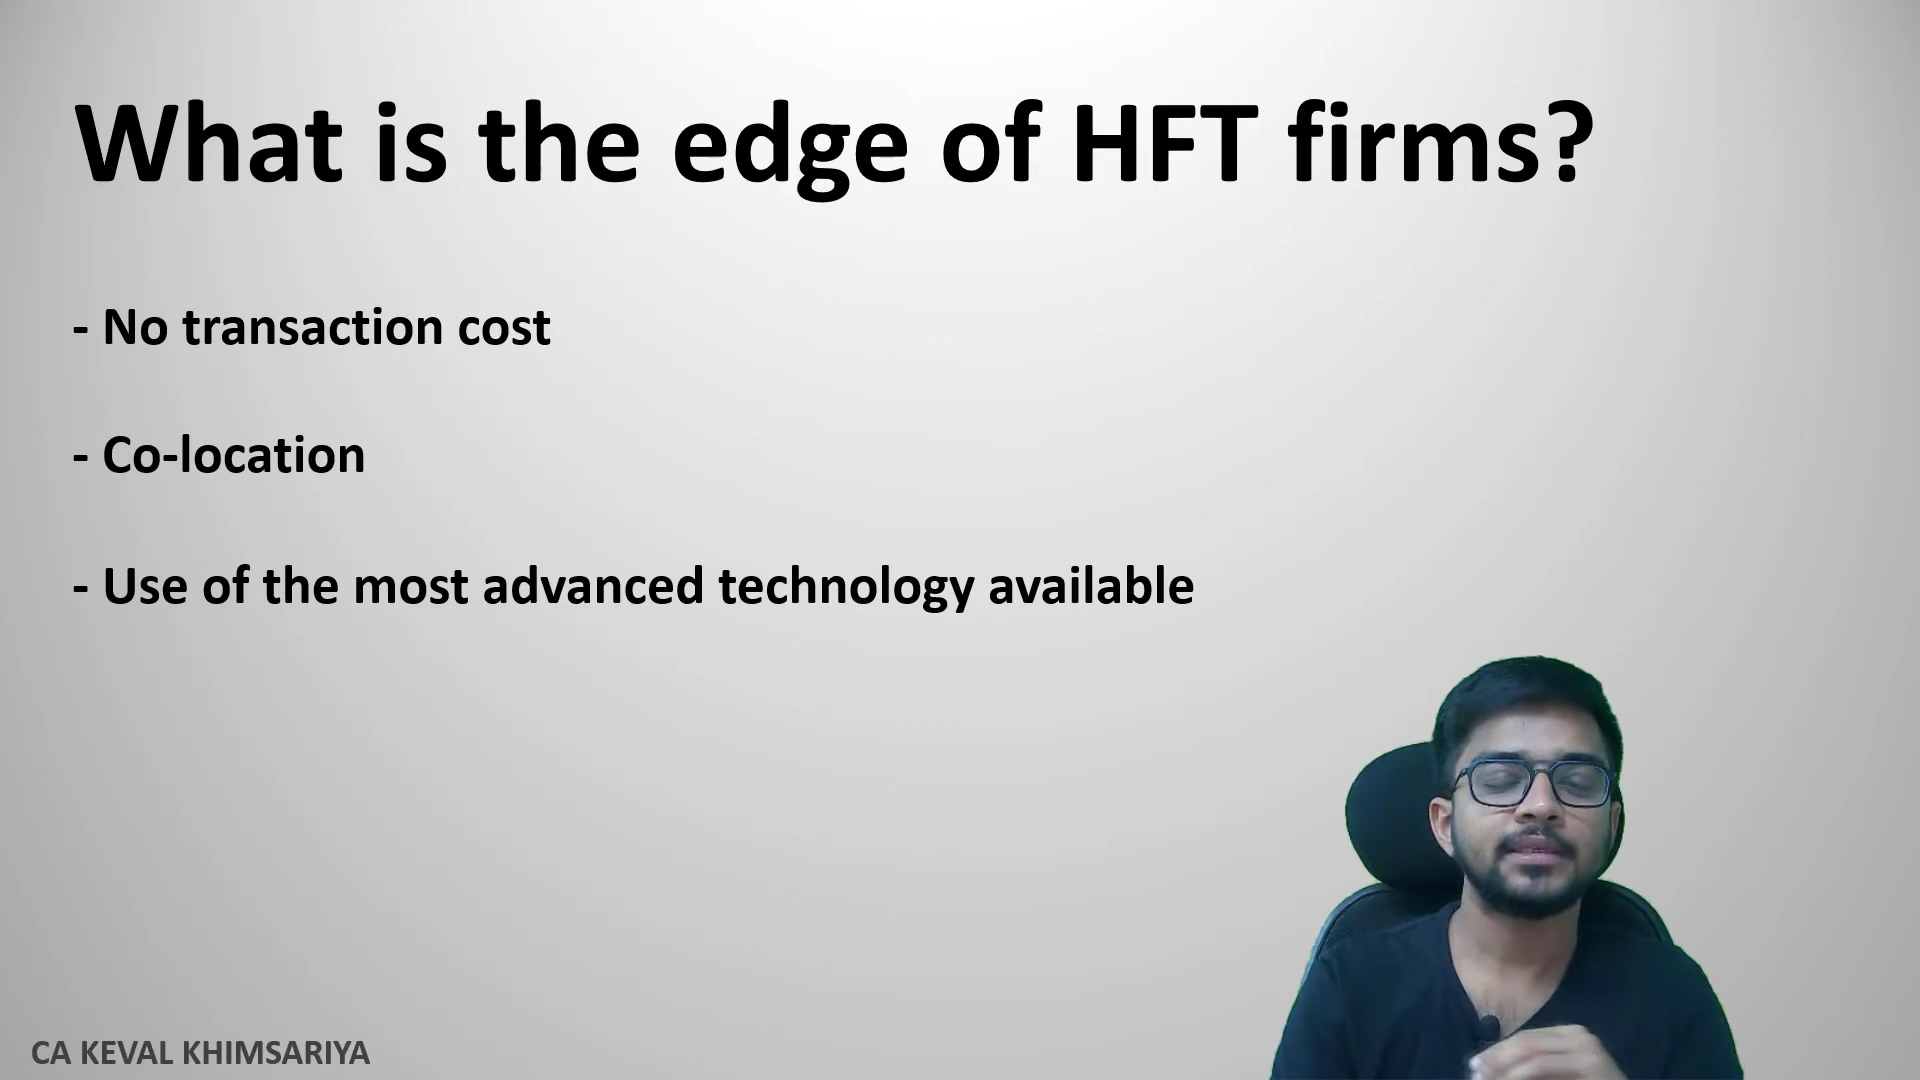 What is the edge of HFT firms?
- No transaction cost
- Co-location
- Use of the most advanced technology available
CA KEVAL KHIMSARIYA